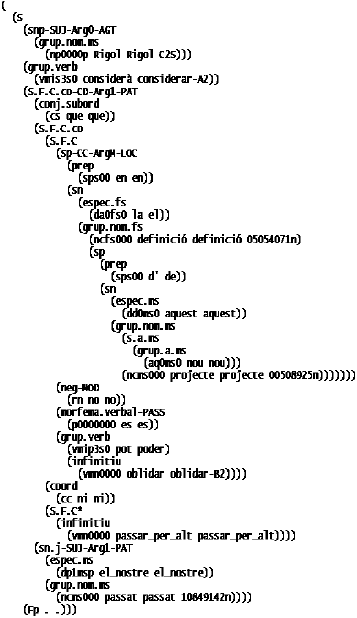 (
(S
(snp-SUJ-Arg0-AGT
(grup.nom.ms
(np0000p Rigol Rigol C2S)))
(grup.verb
(vmis3s0 considerà considerar-A2))
(S.F.C.co-CD-Arg1-PAT
(conj.subord
(cs que que))
(S.F.C.co
(S.F.C
(sp-CC-ArgM-LOC
(prep
(sps00 en en))
(sn
(espec.fs
(da0fs0 la el))
(grup.nom.fs
(ncfs000 definició definició 05054071n)
(sp
(prep
(sps00 d' de))
(sn
(espec.ms
(dd0ms0 aquest aquest))
(grup.nom.ms
(s.a.ms
(grup.a.ms
(aq0ms0 nou nou)))
(ncms000 projecte projecte 00508925n)))))))
(neg-MOD
(rn no no))
(morfema.verbal-PASS
(p0000000 es es))
(grup.verb
(vmip3s0 pot poder)
(infinitiu
(vmn0000 oblidar oblidar-B2))))
(coord
(cc ni ni))
(S.F.C*
(infinitiu
(vmn0000 passar_per_alt passar_per_alt))))
(sn.j-SUJ-Arg1-PAT
(espec.ms
(dp1msp el_nostre el_nostre))
(grup.nom.ms
(ncms000 passat passat 10849142n))))
(Fp . .)))